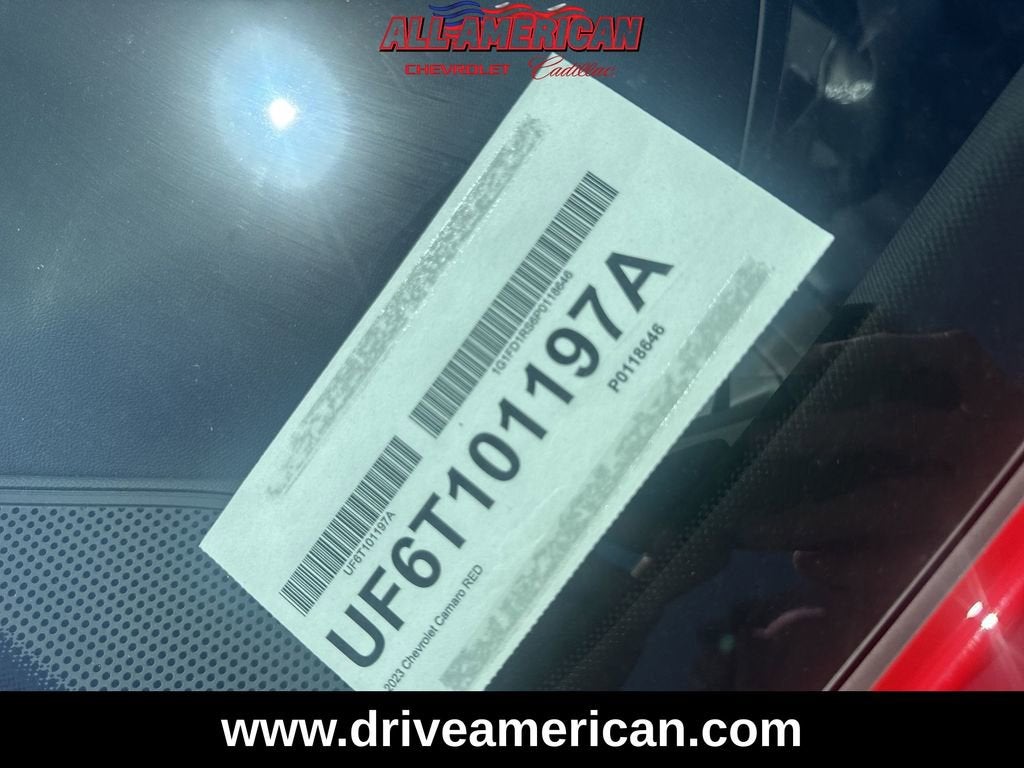 ALL-AMERICAN
CHEVROLET Cadillac
1G1FD1RS6P0118646
UF6T101197A
UF6T101197A
P0118646
2023 Chevrolet Camaro RED
www.driveamerican.com